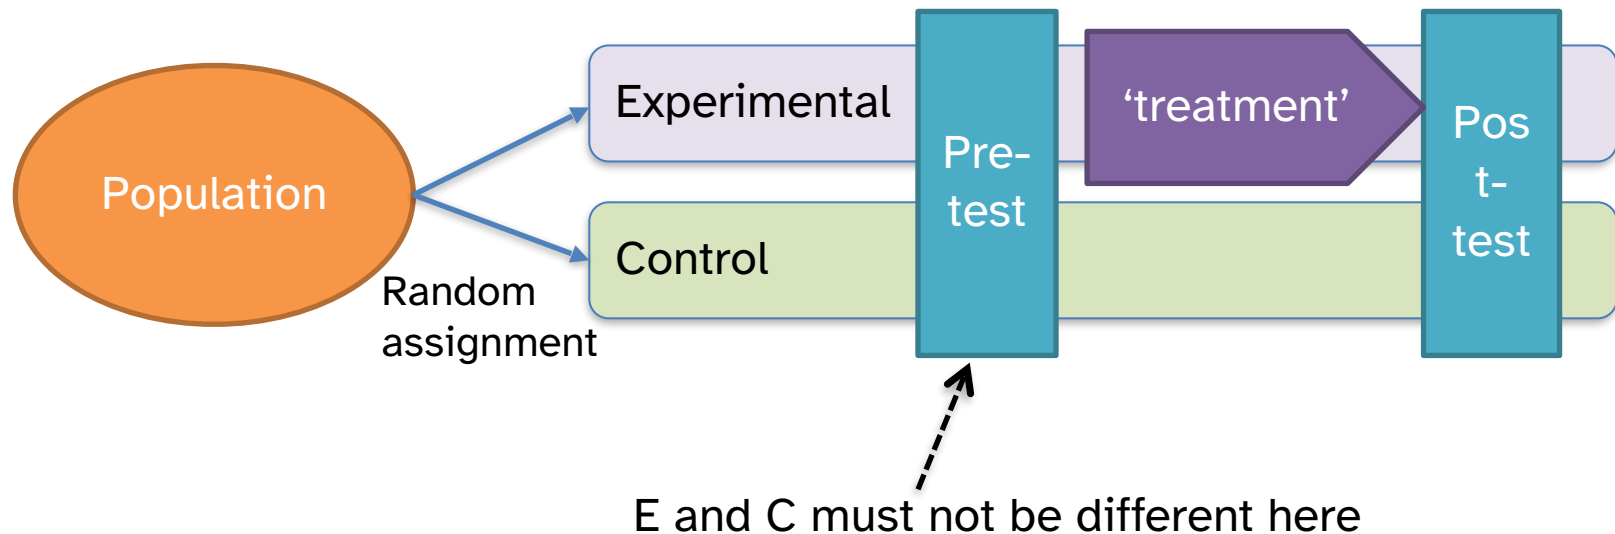 Population
Random
assignment
Experimental
Control
Pre-
test
‘treatment’
Pos
t-
test
E and C must not be different here